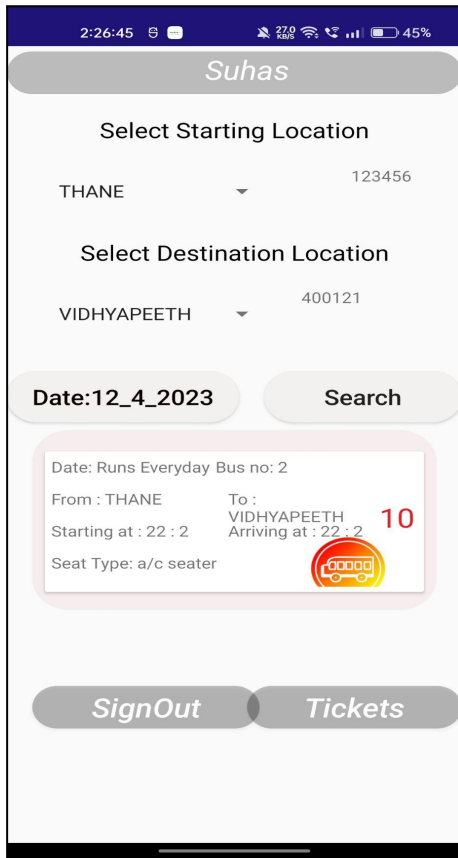 2:26:45 27.0 KB/S 45%
Suhas
Select Starting Location
THANE 123456
Select Destination Location
VIDHYAPEETH 400121
Date:12_4_2023 Search
Date: Runs Everyday Bus no: 2
From : THANE To :
VIDHYAPEETH 10
Starting at : 22 : 2 Arriving at : 22 : 2
Seat Type: a/c seater
SignOut Tickets